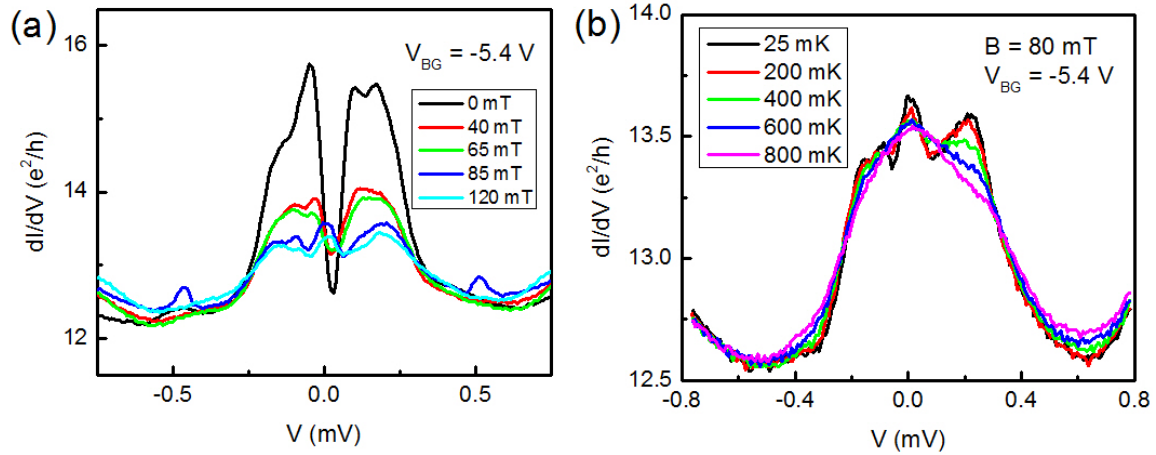 (a)
dI/dV (e²/h)
16
14
12
V_BG = -5.4 V
0 mT
40 mT
65 mT
85 mT
120 mT
-0.5
0.0
0.5
V (mV)
(b)
dI/dV (e²/h)
14.0
13.5
13.0
12.5
25 mK
200 mK
400 mK
600 mK
800 mK
B = 80 mT
V_BG = -5.4 V
-0.8
-0.4
0.0
0.4
0.8
V (mV)